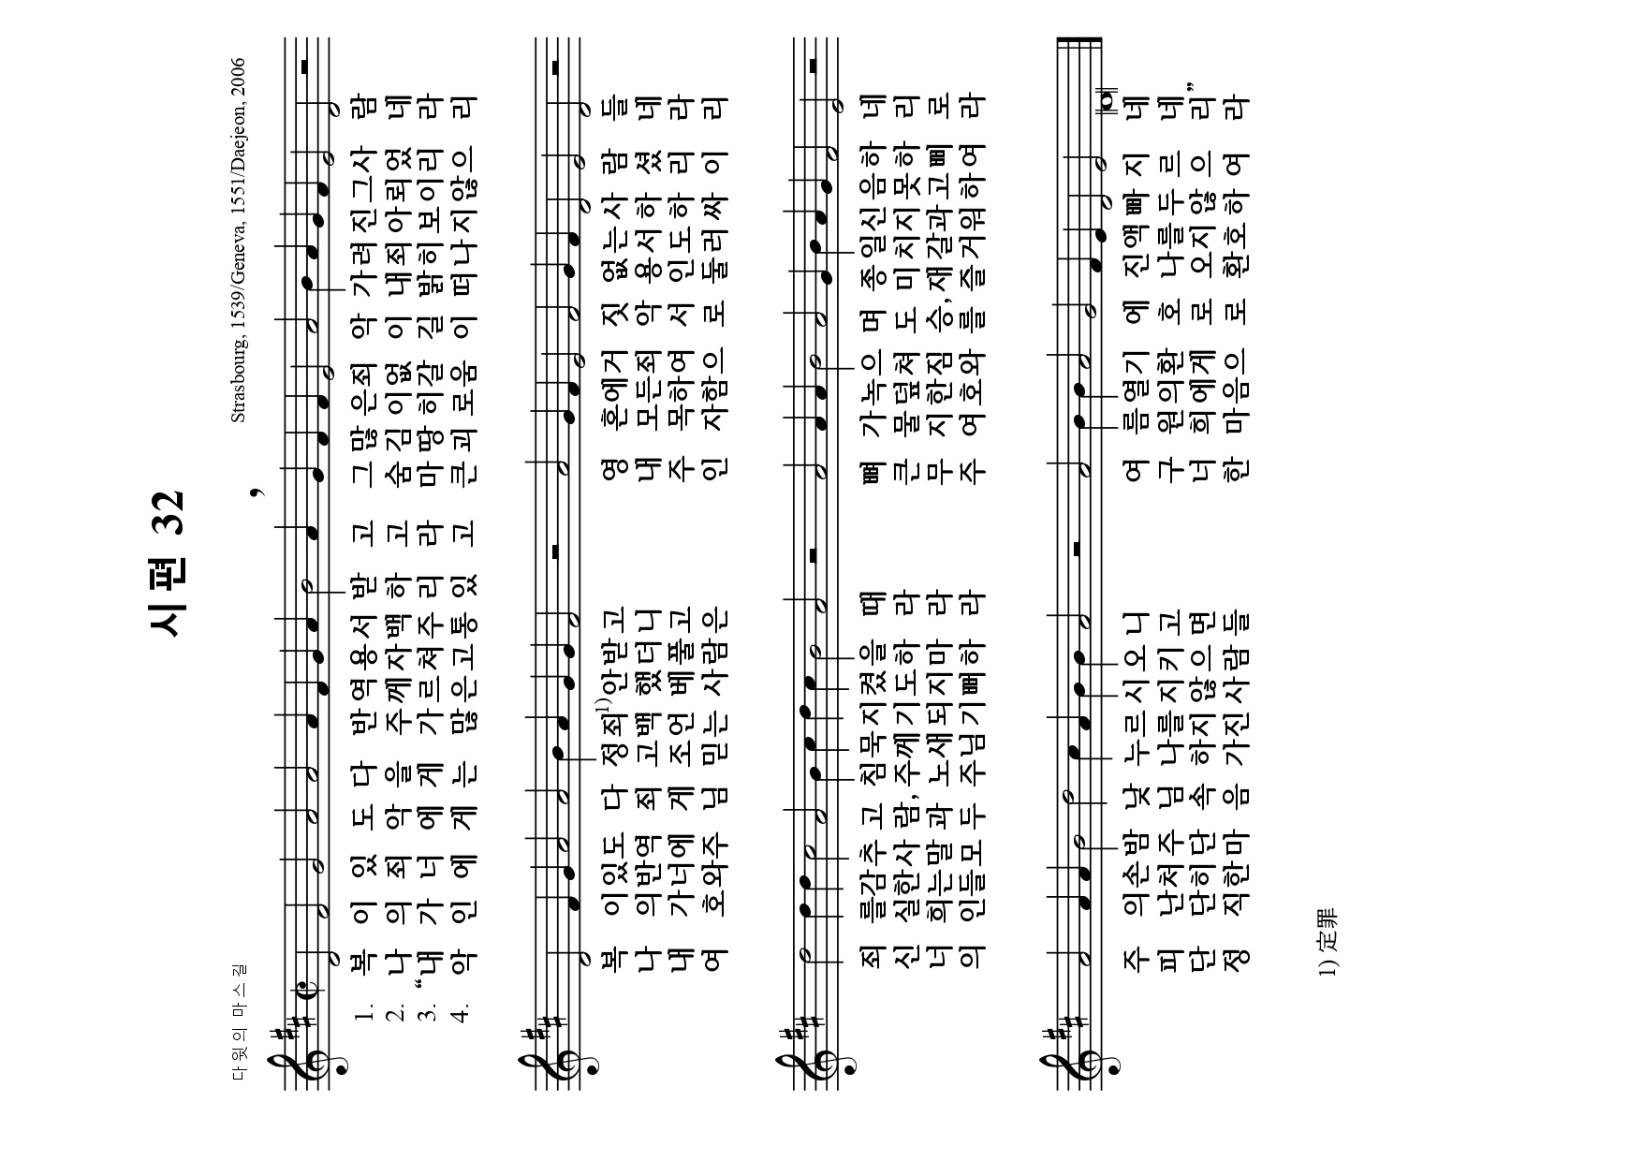 시편 32
다윗의 마스길
Strasbourg, 1539/Geneva, 1551/Daejeon, 2006
1. 복 이 있 도 다 반역용서 받 고 그 많은죄 악 가려진그사 람
2. 나 의 죄 악 을 주께자백 하 고 숨김이없 이 내죄아뢰었 네
3. “내 가 너 에 게 가르쳐주 리 라 마땅히갈 길 밝히보이리 라
4. 악 인 에 게 는 많은고통 있 고 큰 괴로움 이 떠나지않으 리
복 이있도 다 정죄1)안받 고 영 혼에거 짓 없는사 람 들
나 의반역 죄 고백했더 니 내 모든죄 악 용서하 셨 네
내 가너에 게 조언베풀 고 주 목하여 서 인도하 리 라
여 호와주 님 믿는사람 은 인 자함으 로 둘러싸 이 리
죄 를감추 고 침묵지켰을 때 뼈 가녹으 며 종일신음하 네
신 실한사 람, 주께기도하 라 큰 물덮쳐 도 미치지못하 리
너 희는말 과 노새되지마 라 무 지한짐 승, 재갈과고삐 로
의 인들모 두 주님기뻐하 라 주 여호와 를 즐거워하여 라
주 의손밤 낮 누르시오 니 여 름열기 에 진액빠 지 네
피 난처주 님 나를지키 고 구 원의환 호 나를두 르 네
단 단히단 속 하지않으 면 너 희에게 로 오지않 으 리”
정 직한마 음 가진사람 들 한 마음으 로 환호하 여 라
1) 定罪